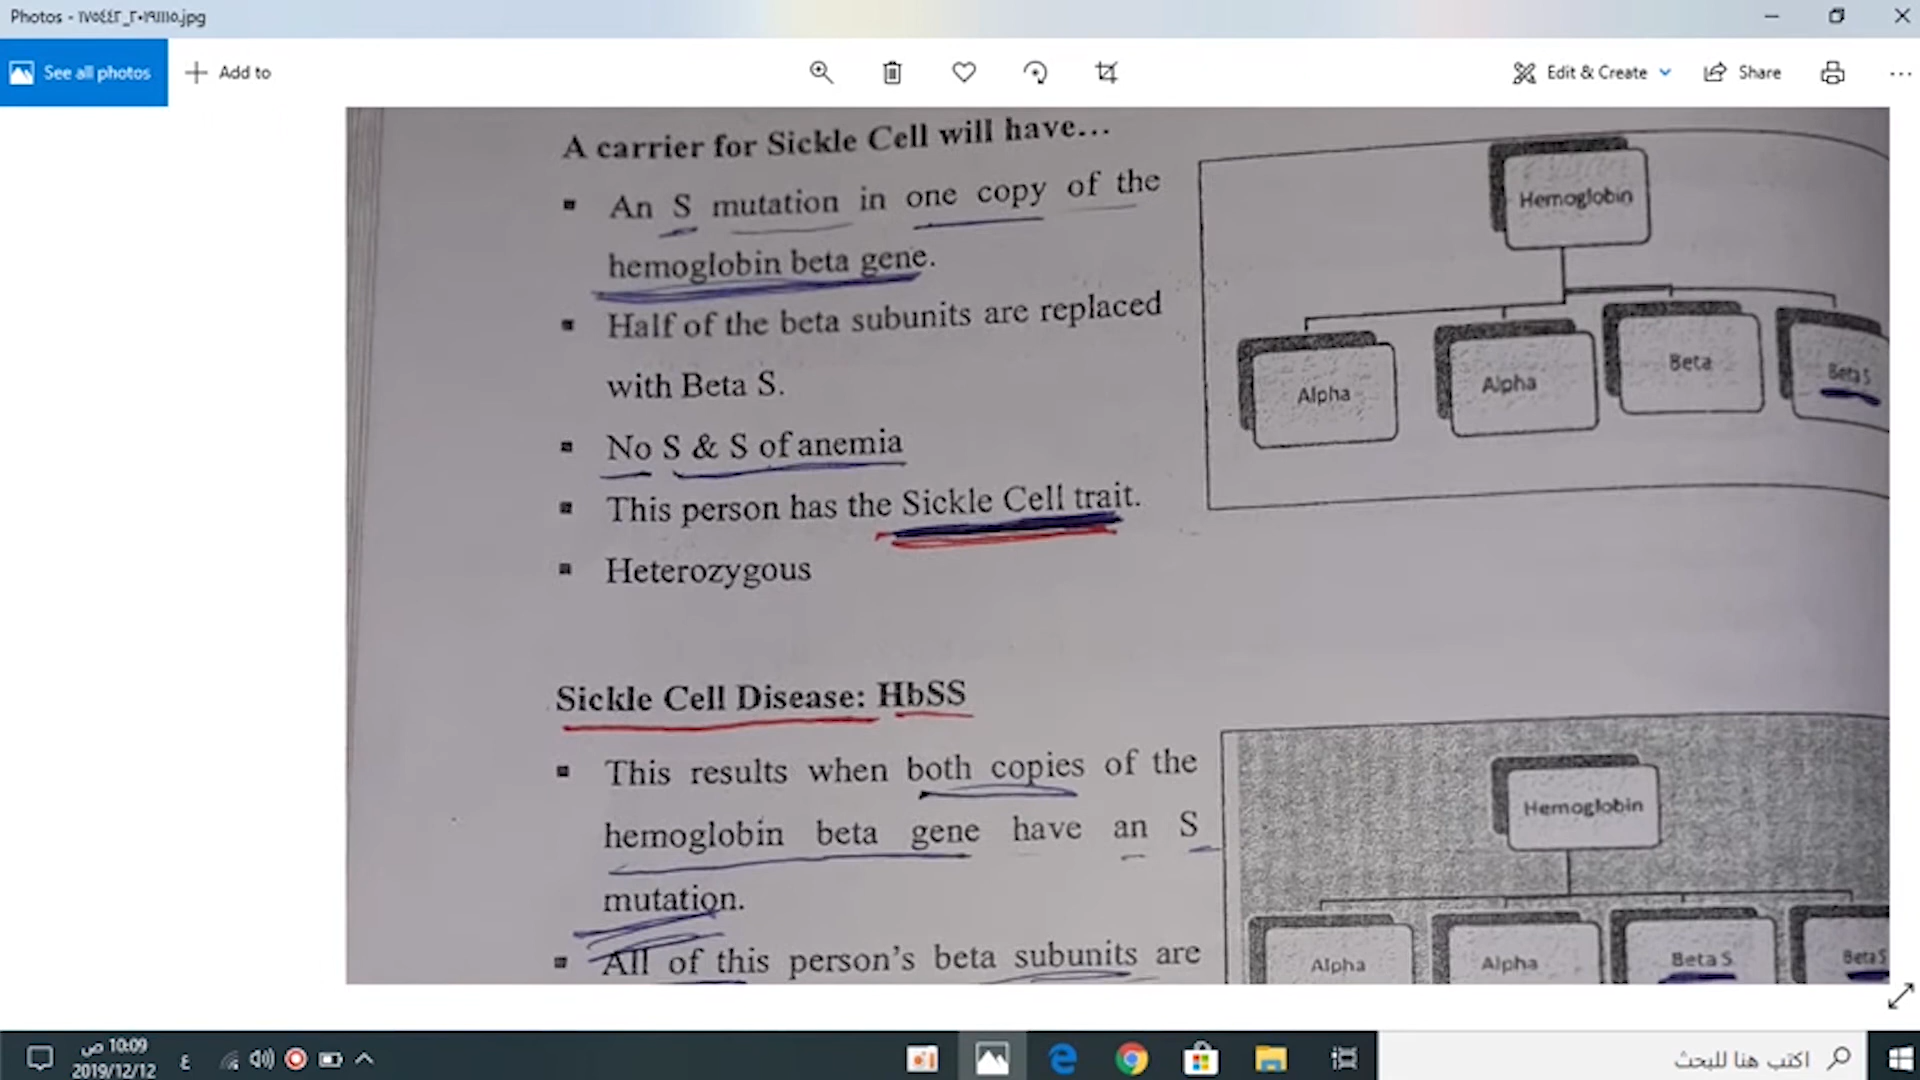 Photos - ٢٠١٩١١١٥_١٧٥٤٤٢.jpg
See all photos
Add to
Edit & Create
Share
A carrier for Sickle Cell will have...
An S mutation in one copy of the
hemoglobin beta gene.
Half of the beta subunits are replaced
with Beta S.
No S & S of anemia
This person has the Sickle Cell trait.
Heterozygous
Hemoglobin
Alpha
Alpha
Beta
Beta S
Sickle Cell Disease: HbSS
This results when both copies of the
hemoglobin beta gene have an S
mutation.
All of this person's beta subunits are
Hemoglobin
Alpha
Alpha
Beta S
Beta S
10:09 ص
2019/12/12
ع
اكتب هنا للبحث